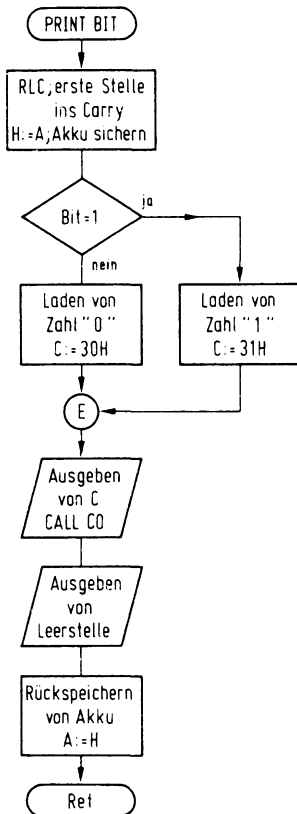 PRINT BIT
RLC; erste Stelle
ins Carry
H:=A; Akku sichern
Bit=1
ja
nein
Laden von
Zahl "0"
C:=30H
Laden von
Zahl "1"
C:=31H
E
Ausgeben
von C
CALL CO
Ausgeben
von
Leerstelle
Rückspeichern
von Akku
A:=H
Ret